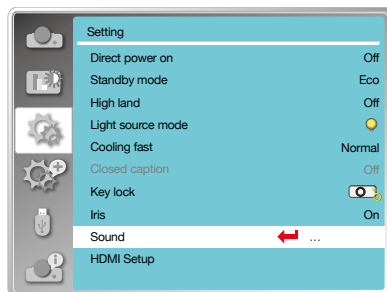 Setting
Direct power on Off
Standby mode Eco
High land Off
Light source mode
Cooling fast Normal
Closed caption Off
Key lock
Iris On
Sound ...
HDMI Setup